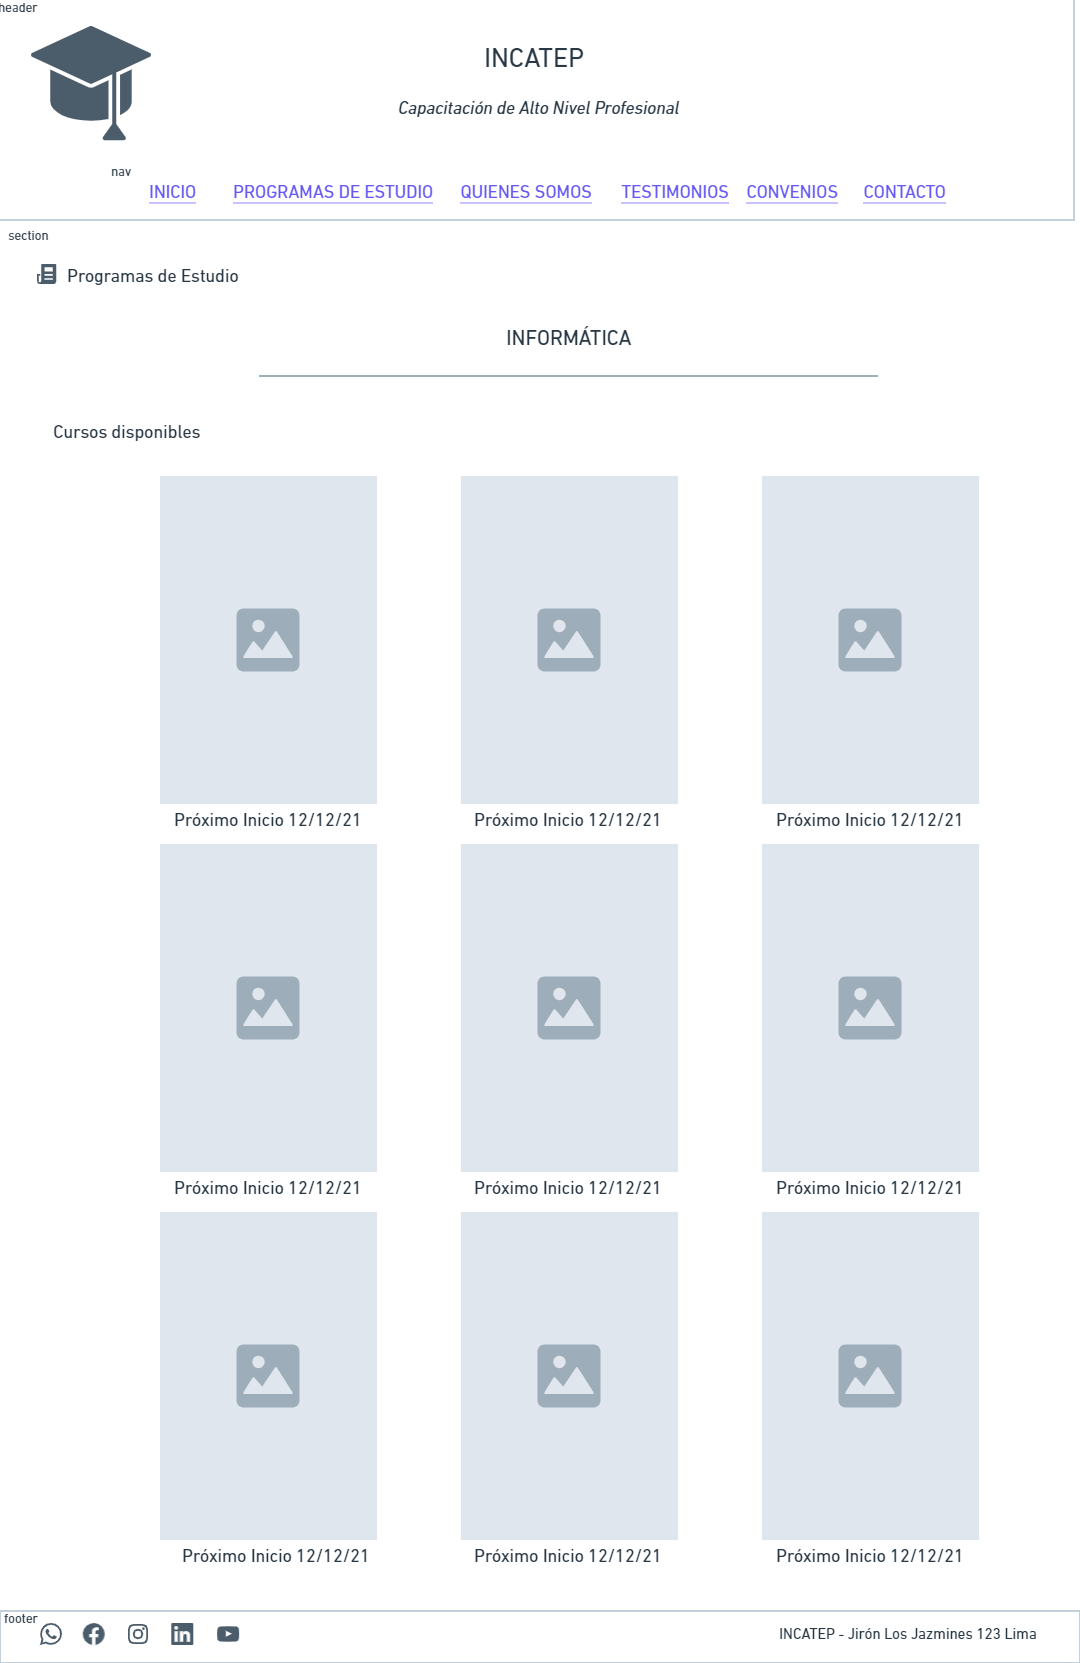 header
INCATEP
Capacitación de Alto Nivel Profesional
nav
INICIO PROGRAMAS DE ESTUDIO QUIENES SOMOS TESTIMONIOS CONVENIOS CONTACTO
section
Programas de Estudio
INFORMÁTICA
Cursos disponibles
Próximo Inicio 12/12/21 Próximo Inicio 12/12/21 Próximo Inicio 12/12/21
Próximo Inicio 12/12/21 Próximo Inicio 12/12/21 Próximo Inicio 12/12/21
Próximo Inicio 12/12/21 Próximo Inicio 12/12/21 Próximo Inicio 12/12/21
footer
INCATEP - Jirón Los Jazmines 123 Lima